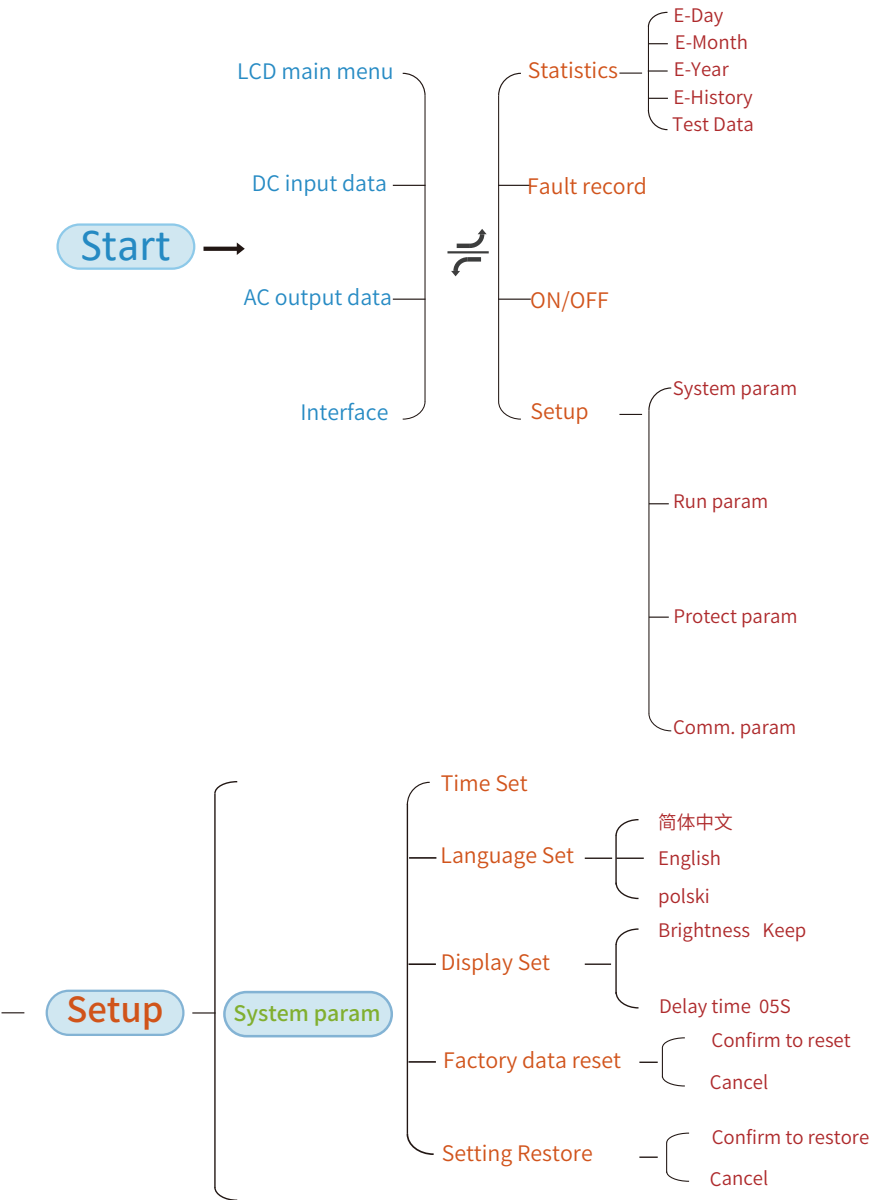 Start
LCD main menu
DC input data
AC output data
Interface
Statistics
E-Day
E-Month
E-Year
E-History
Test Data
Fault record
ON/OFF
Setup
System param
Run param
Protect param
Comm. param
Setup
System param
Time Set
Language Set
简体中文
English
polski
Display Set
Brightness Keep
Delay time 05S
Factory data reset
Confirm to reset
Cancel
Setting Restore
Confirm to restore
Cancel